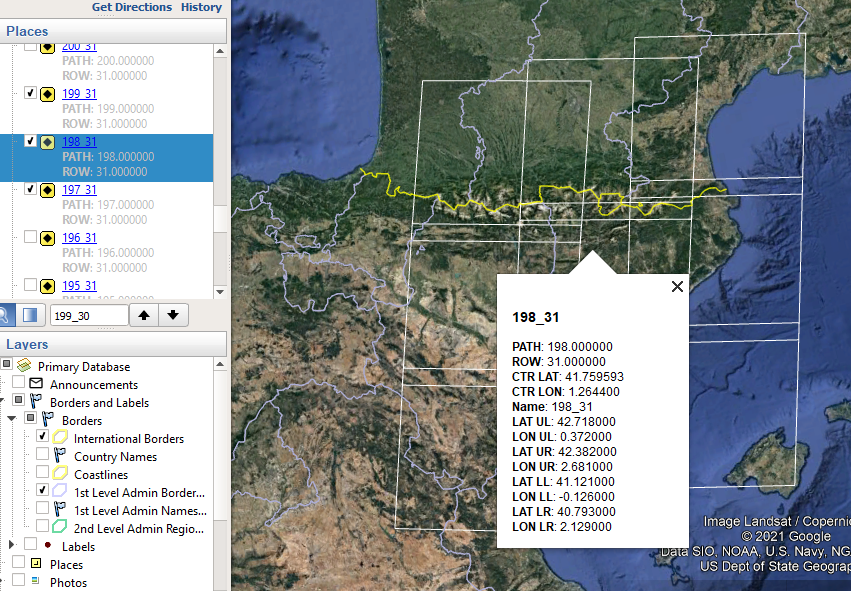 Get Directions History
Places
200_31
PATH: 200.000000
ROW: 31.000000
199_31
PATH: 199.000000
ROW: 31.000000
198_31
PATH: 198.000000
ROW: 31.000000
197_31
PATH: 197.000000
ROW: 31.000000
196_31
PATH: 196.000000
ROW: 31.000000
195_31
PATH: 195.000000
199_30
Layers
Primary Database
Announcements
Borders and Labels
Borders
International Borders
Country Names
Coastlines
1st Level Admin Border...
1st Level Admin Names...
2nd Level Admin Regio...
Labels
Places
Photos
198_31
PATH: 198.000000
ROW: 31.000000
CTR LAT: 41.759593
CTR LON: 1.264400
Name: 198_31
LAT UL: 42.718000
LON UL: 0.372000
LAT UR: 42.382000
LON UR: 2.681000
LAT LL: 41.121000
LON LL: -0.126000
LAT LR: 40.793000
LON LR: 2.129000
Image Landsat / Copernic
© 2021 Google
Data SIO, NOAA, U.S. Navy, NG
US Dept of State Geograp